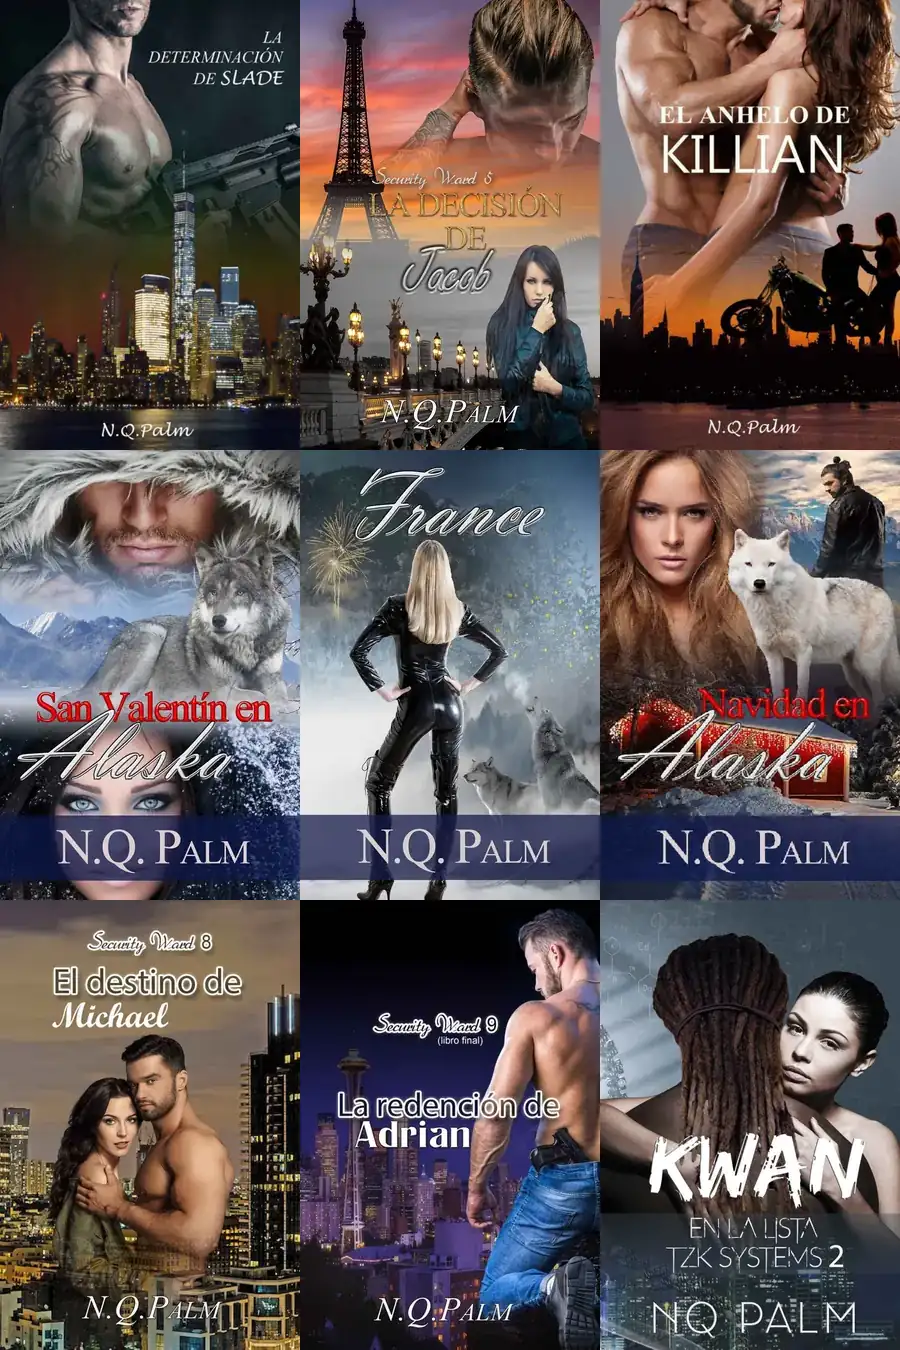 LA
DETERMINACIÓN
DE SLADE
N.Q.Palm
Security Ward 5
LA DECISIÓN
DE
Jacob
N.Q.PALM
EL ANHELO DE
KILLIAN
N.Q.Palm
San Valentín en
Alaska
N.Q. PALM
France
N.Q. PALM
Navidad en
Alaska
N.Q. PALM
Security Ward 8
El destino de
Michael
N.Q.PALM
Security Ward 9
(libro final)
La redención de
Adrian
N.Q.PALM
KWAN
EN LA LISTA
TZK SYSTEMS 2
NQ PALM